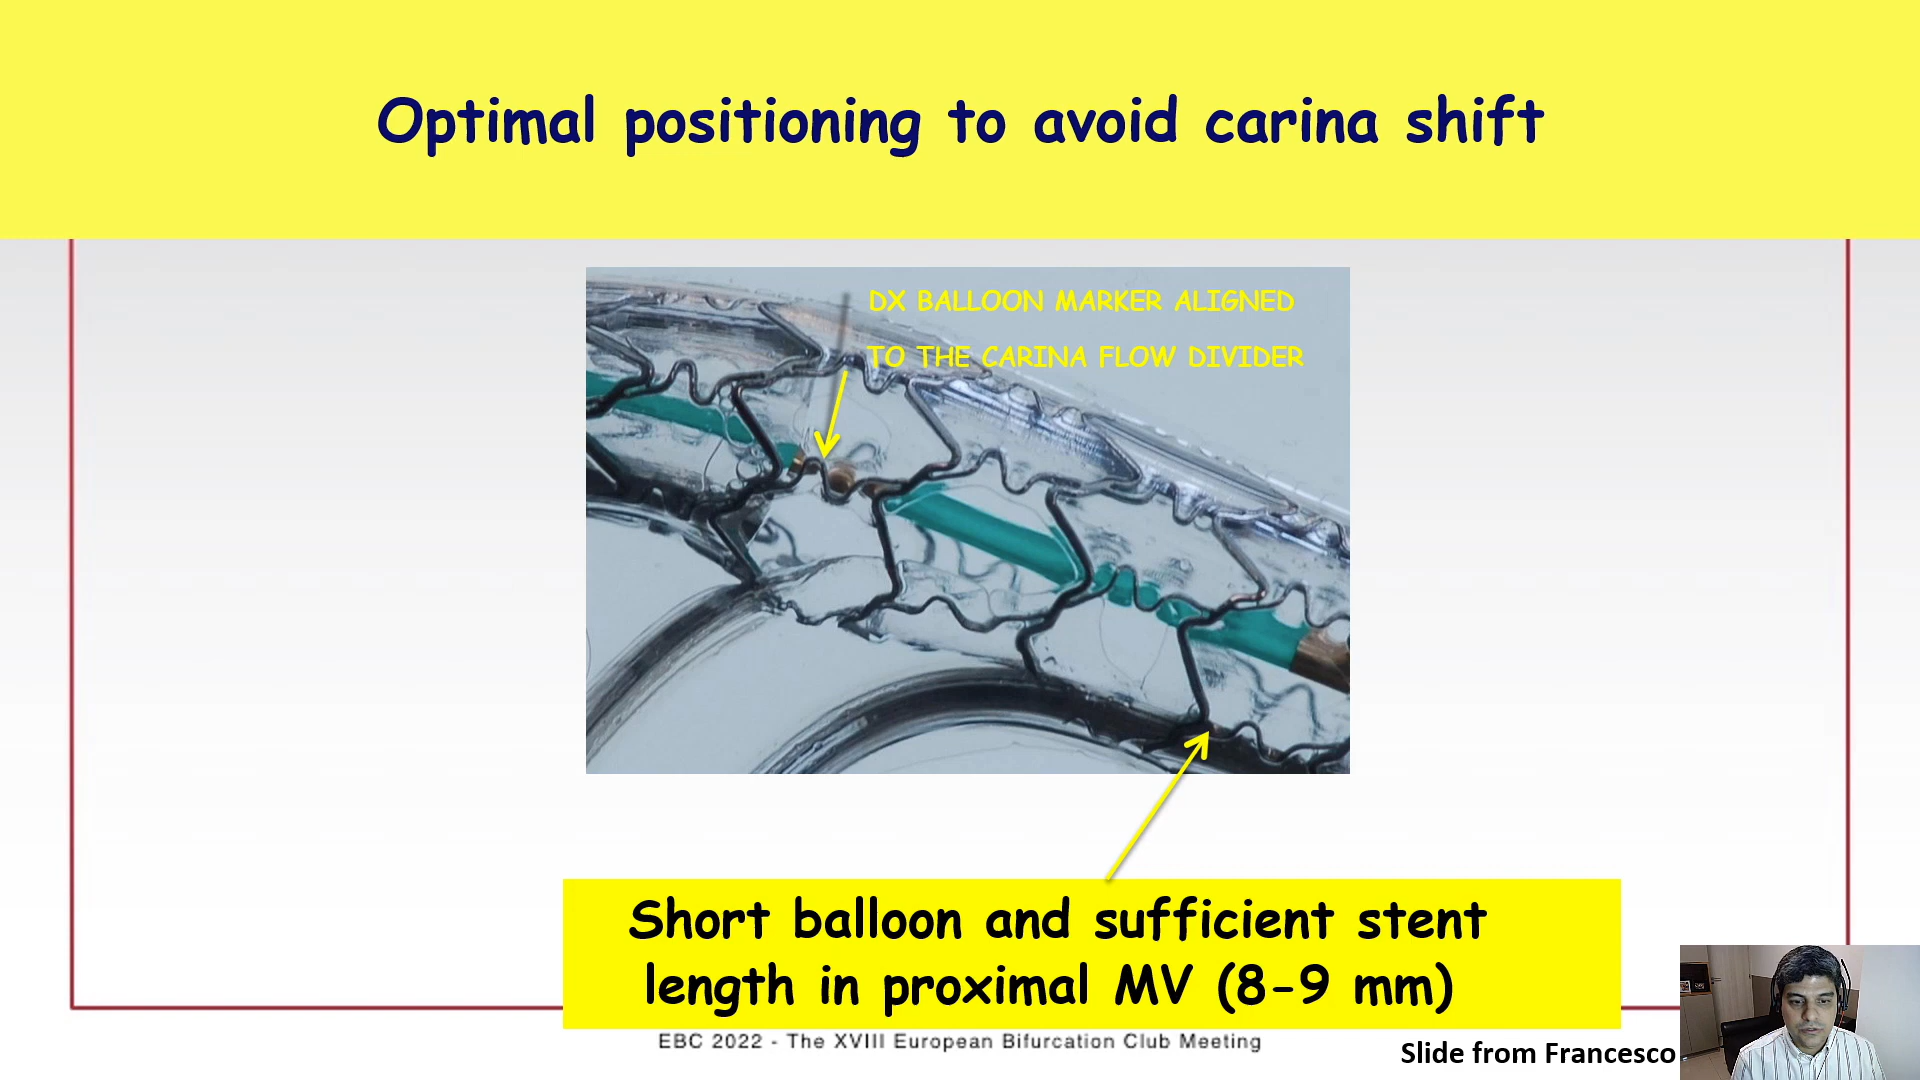 Optimal positioning to avoid carina shift
DX BALLOON MARKER ALIGNED
TO THE CARINA FLOW DIVIDER
Short balloon and sufficient stent
length in proximal MV (8-9 mm)
EBC 2022 - The XVIII European Bifurcation Club Meeting
Slide from Francesco